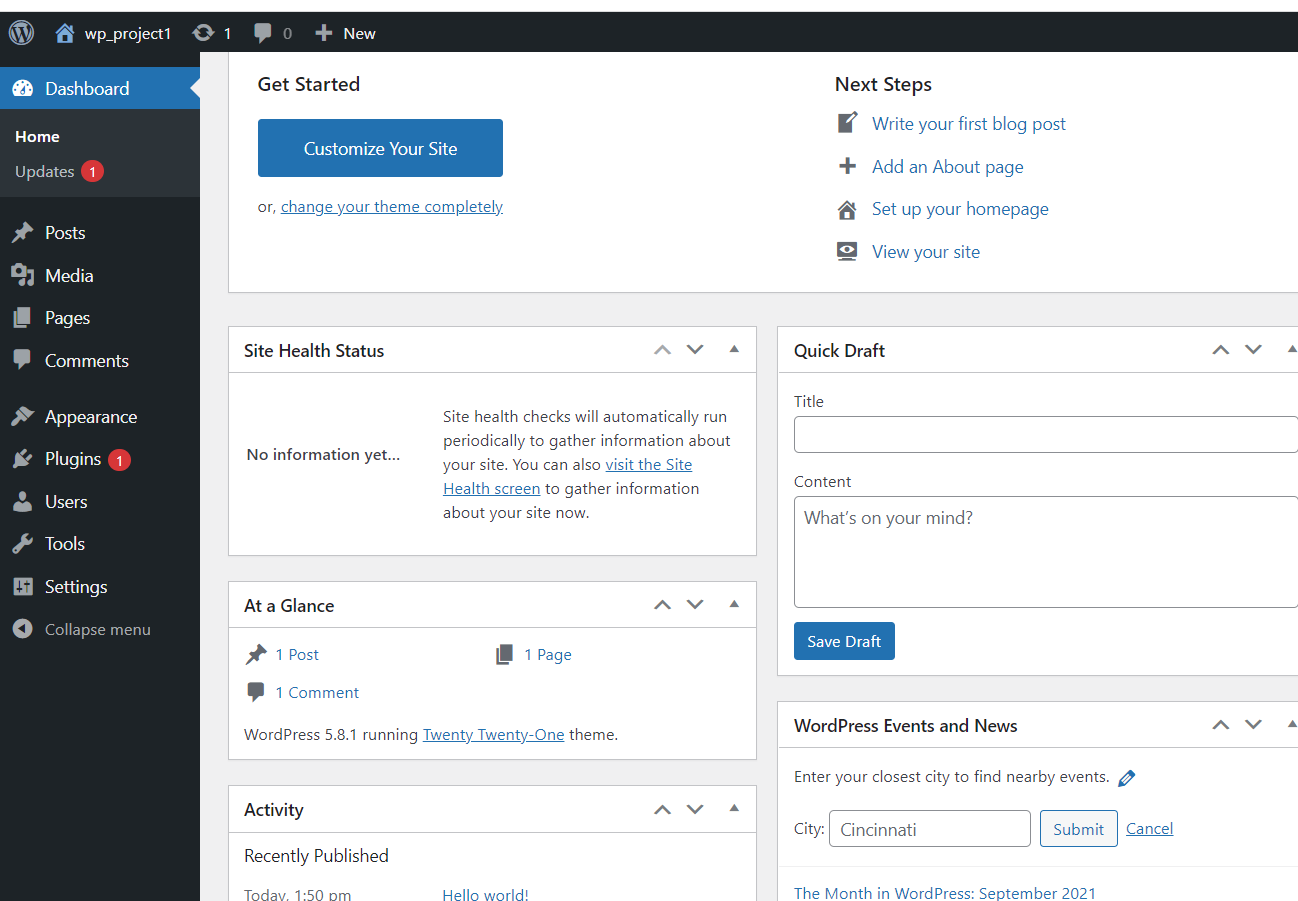 wp_project1 1 0 New
Dashboard
Home
Updates 1
Posts
Media
Pages
Comments
Appearance
Plugins 1
Users
Tools
Settings
Collapse menu
Get Started
Customize Your Site
or, change your theme completely
Next Steps
Write your first blog post
Add an About page
Set up your homepage
View your site
Site Health Status
No information yet...
Site health checks will automatically run
periodically to gather information about
your site. You can also visit the Site
Health screen to gather information
about your site now.
At a Glance
1 Post
1 Page
1 Comment
WordPress 5.8.1 running Twenty Twenty-One theme.
Activity
Recently Published
Today, 1:50 pm Hello world!
Quick Draft
Title
Content
What's on your mind?
Save Draft
WordPress Events and News
Enter your closest city to find nearby events.
City: Cincinnati Submit Cancel
The Month in WordPress: September 2021